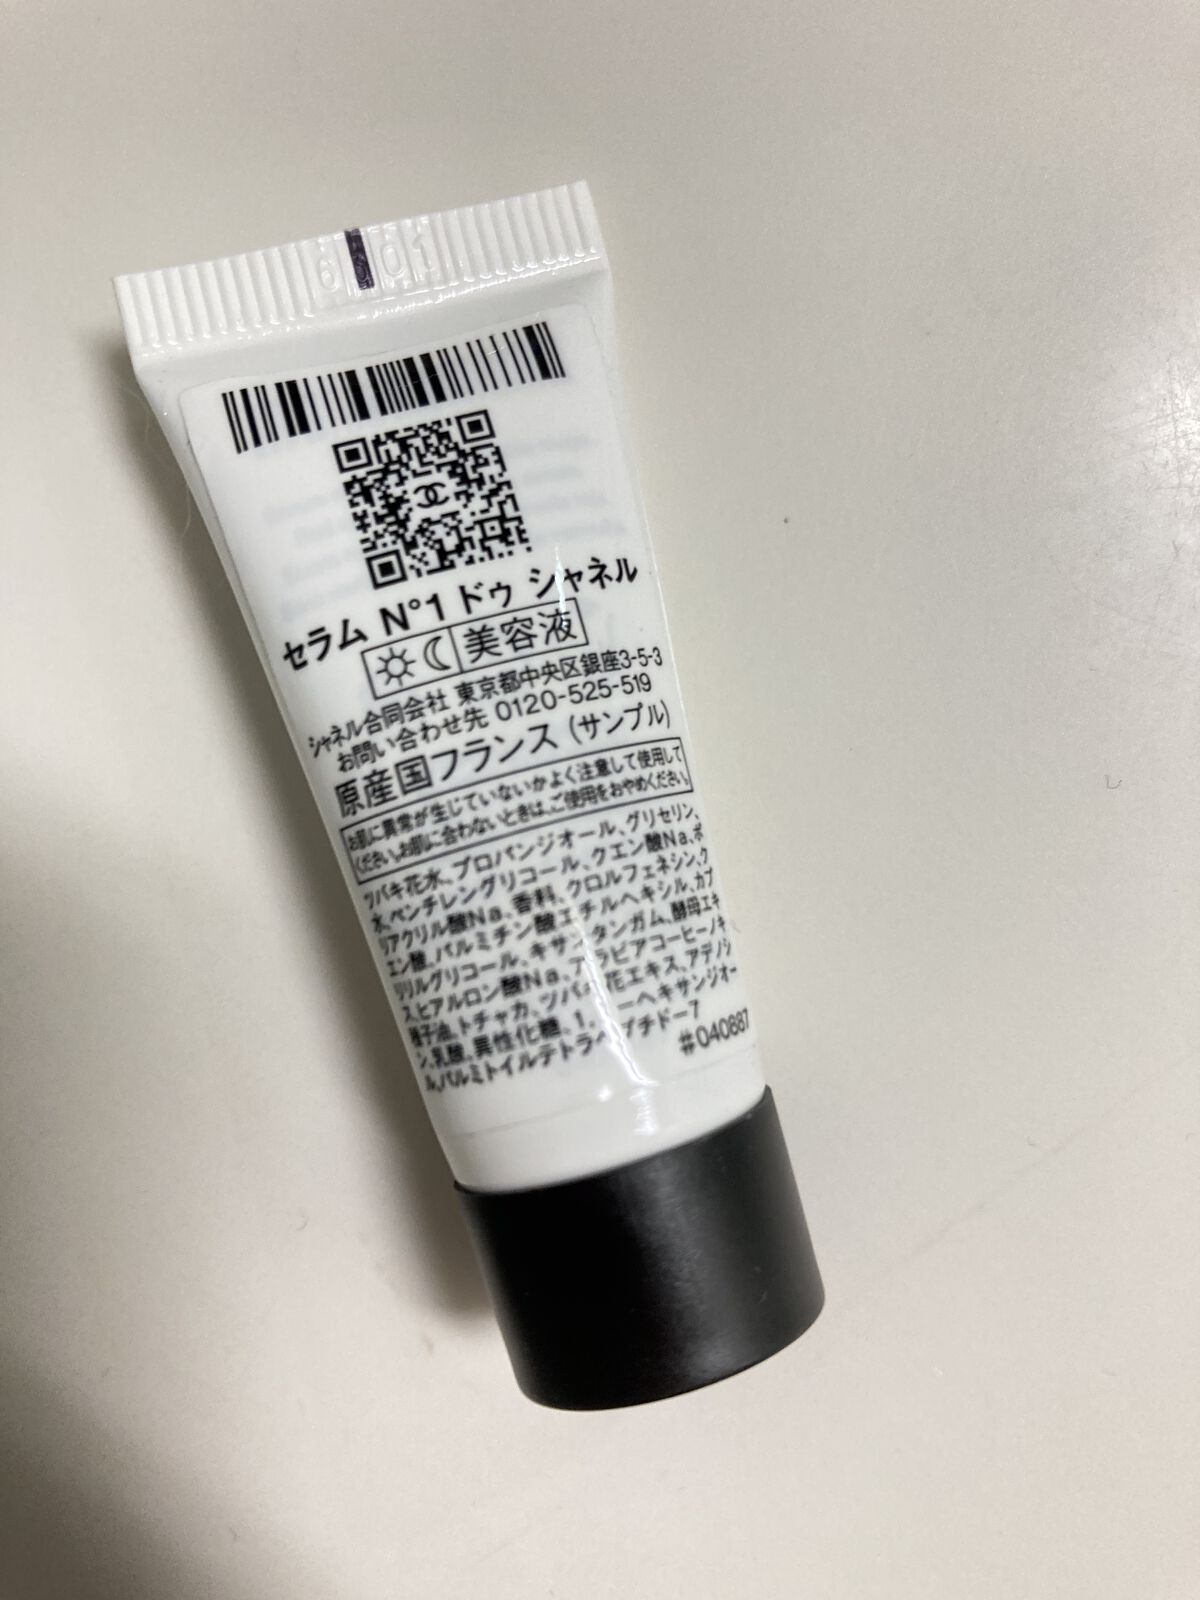 6 01
セラム N°1 ドゥ シャネル
美容液
シャネル合同会社 東京都中央区銀座3-5-3
お問い合わせ先 0120-525-519
原産国フランス (サンプル)
お肌に異常が生じていないかよく注意して使用して
ください。お肌に合わないときは、ご使用をおやめください。
ツバキ花水、プロパンジオール、グリセリン、
水、ペンチレングリコール、クエン酸Na、ポ
リアクリル酸Na、香料、クロルフェネシン、ク
エン酸、パルミチン酸エチルヘキシル、カプ
リリルグリコール、キサンタンガム、酵母エキ
ス、ヒアルロン酸Na、アラビアコーヒーノキ
種子油、トチャカ、ツバキ花エキス、アデノシ
ン、乳酸、異性化糖、1, ーヘキサンジオー
ル、パルミトイルテトラペプチドー7
#040887